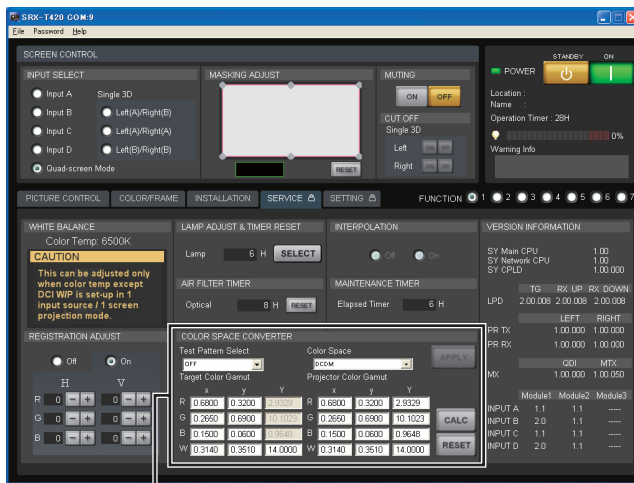 SRX-T420 COM:9
File Password Help
SCREEN CONTROL
INPUT SELECT
Input A Single 3D
Input B Left(A)/Right(B)
Input C Left(A)/Right(A)
Input D Left(B)/Right(B)
Quad-screen Mode
MASKING ADJUST
RESET
MUTING
ON OFF
CUT OFF
Single 3D
Left ON OFF
Right ON OFF
STANDBY ON
POWER
Location :
Name :
Operation Timer : 28H
0%
Warning Info
PICTURE CONTROL COLOR/FRAME INSTALLATION SERVICE SETTING FUNCTION 1 2 3 4 5 6 7
WHITE BALANCE
Color Temp: 6500K
CAUTION
This can be adjusted only
when color temp except
DCI W/P is set-up in 1
input source / 1 screen
projection mode.
REGISTRATION ADJUST
Off On
H V
R 0 - + 0 - +
G 0 - + 0 - +
B 0 - + 0 - +
LAMP ADJUST & TIMER RESET
Lamp 6 H SELECT
AIR FILTER TIMER
Optical 8 H RESET
INTERPOLATION
Off On
MAINTENANCE TIMER
Elapsed Timer 6 H
COLOR SPACE CONVERTER
Test Pattern Select Color Space
OFF DCDM APPLY
Target Color Gamut Projector Color Gamut
x y Y x y Y
R 0.6800 0.3200 2.9329 R 0.6800 0.3200 2.9329
G 0.2650 0.6900 10.1023 G 0.2650 0.6900 10.1023 CALC
B 0.1500 0.0600 0.9648 B 0.1500 0.0600 0.9648
W 0.3140 0.3510 14.0000 W 0.3140 0.3510 14.0000 RESET
VERSION INFORMATION
SY Main CPU 1.00
SY Network CPU 1.00
SY CPLD 1.00.000
TG RX UP RX DOWN
LPD 2.00.008 2.00.008 2.00.008
LEFT RIGHT
PR TX 1.00.000 1.00.000
PR RX 1.00.000 1.00.000
GDI MTX
MX 1.00.000 1.00.050
Module1 Module2 Module3
INPUT A 1.1 1.1 -----
INPUT B 2.0 1.1 -----
INPUT C 1.1 1.1 -----
INPUT D 2.0 1.1 -----